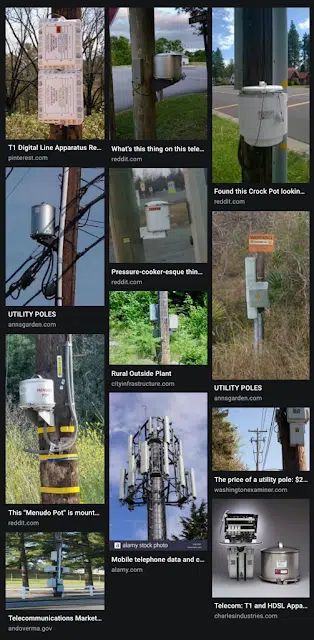 T1 Digital Line Apparatus Re...
pinterest.com
What's this thing on this tele...
reddit.com
Found this Crock Pot lookin...
reddit.com
UTILITY POLES
annsgarden.com
Pressure-cooker-esque thin...
reddit.com
Rural Outside Plant
cityinfrastructure.com
UTILITY POLES
annsgarden.com
This "Menudo Pot" is mount...
reddit.com
alamy stock photo
Mobile telephone data and e...
alamy.com
The price of a utility pole: $2...
washingtonexaminer.com
Telecommunications Market...
andoverma.gov
Telecom: T1 and HDSL Appa...
charlesindustries.com